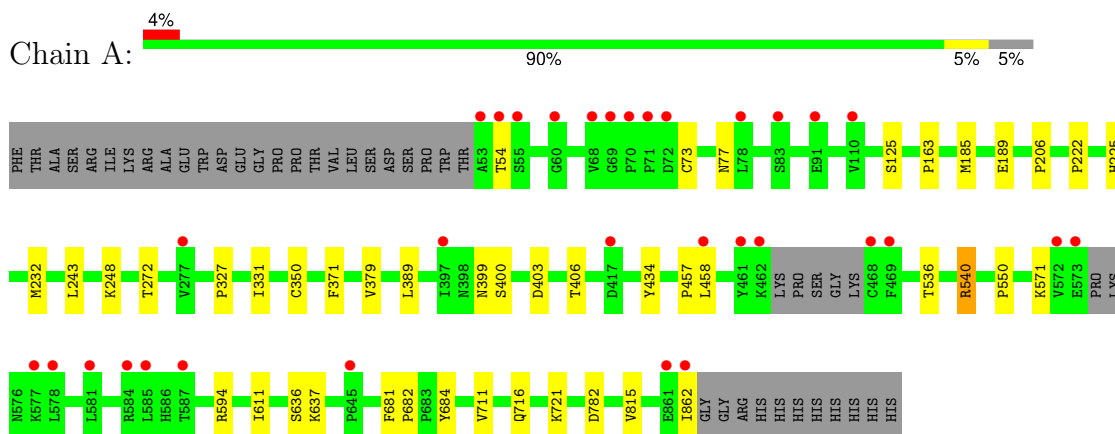 4%
Chain A:
90% 5% 5%
PHE THR ALA SER ARG ILE LYS ARG ALA GLU TRP ASP GLU GLY PRO PRO THR VAL LEU SER ASP SER PRO TRP THR A53 T54 S55 G60 V68 G69 P70 P71 D72 C73 N77 L78 S83 E91 V110 S125 P163 M185 E189 P206 P222 H225
M232 L243 K248 T272 V277 P327 I331 C350 F371 V379 L389 I397 N398 N399 S400 D403 T406 D417 Y434 P457 L458 Y461 K462 LYS PRO SER GLY LYS C468 F469 T536 R540 P550 K571 V572 E573 PRO LYS
N576 K577 L578 L581 R584 L585 H586 T587 R594 I611 S636 K637 P645 F681 P682 P683 Y684 V711 Q716 K721 D782 V815 E861 I862 GLY GLY ARG HIS HIS HIS HIS HIS HIS HIS